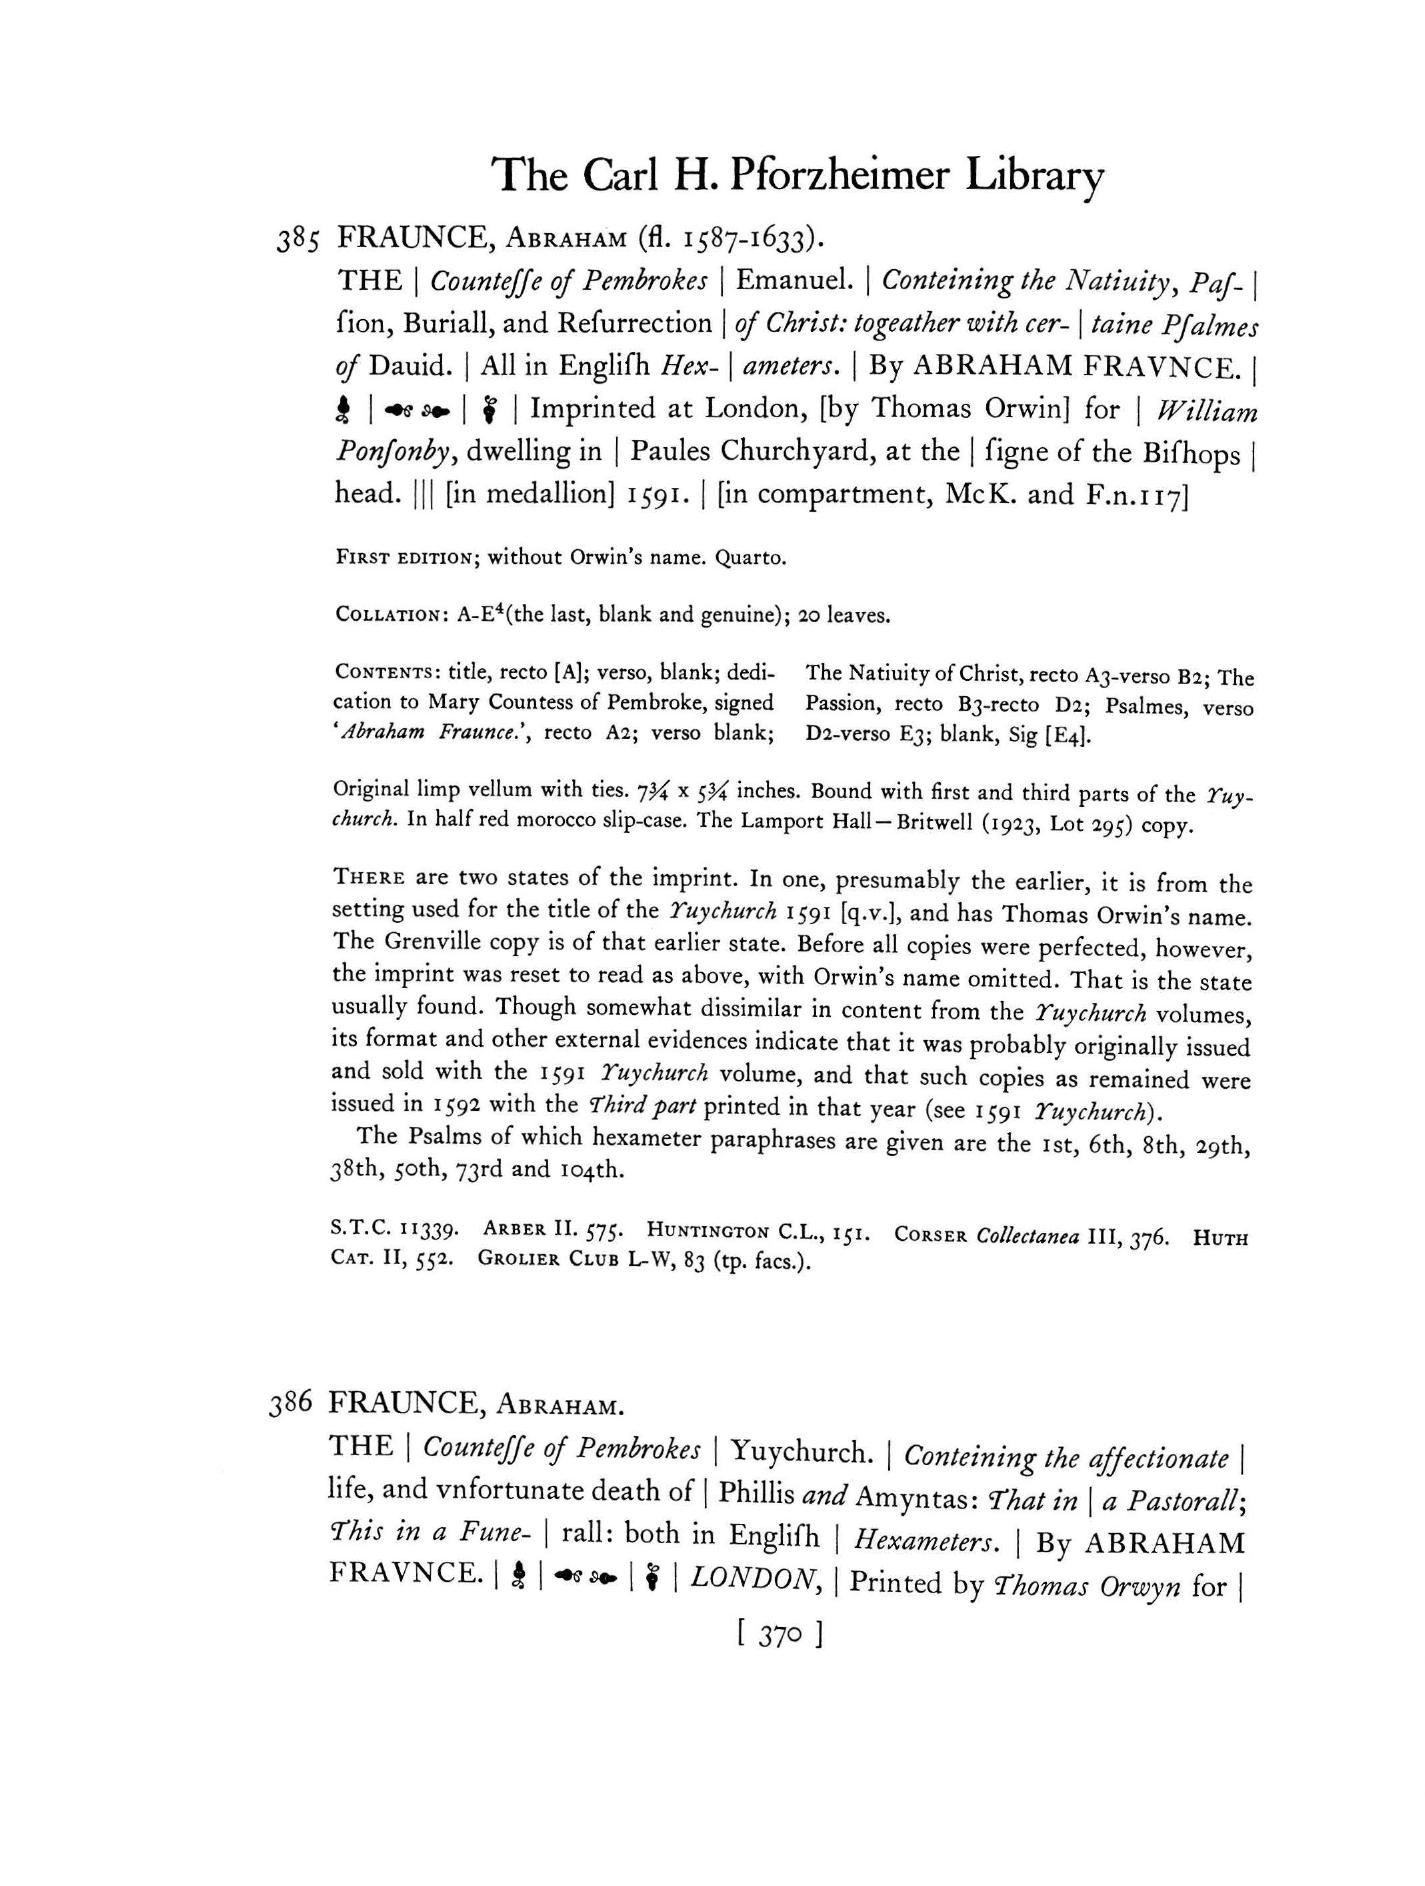 The Carl H. Pforzheimer Library
385 FRAUNCE, ABRAHAM (fl. 1587-1633).
THE | Counteſſe of Pembrokes | Emanuel. | Conteining the Natiuity, Paſ- |
ſion, Buriall, and Reſurrection | of Christ: togeather with cer- | taine Pſalmes
of Dauid. | All in Engliſh Hex- | ameters. | By ABRAHAM FRAVNCE. |
| | | Imprinted at London, [by Thomas Orwin] for | William
Ponſonby, dwelling in | Paules Churchyard, at the | ſigne of the Biſhops |
head. ||| [in medallion] 1591. | [in compartment, McK. and F.n.117]
FIRST EDITION; without Orwin's name. Quarto.
COLLATION: A-E⁴(the last, blank and genuine); 20 leaves.
CONTENTS: title, recto [A]; verso, blank; dedi-
cation to Mary Countess of Pembroke, signed
'Abraham Fraunce.', recto A2; verso blank;
The Natiuity of Christ, recto A3-verso B2; The
Passion, recto B3-recto D2; Psalmes, verso
D2-verso E3; blank, Sig [E4].
Original limp vellum with ties. 7¾ x 5¾ inches. Bound with first and third parts of the Yuy-
church. In half red morocco slip-case. The Lamport Hall—Britwell (1923, Lot 295) copy.
THERE are two states of the imprint. In one, presumably the earlier, it is from the
setting used for the title of the Yuychurch 1591 [q.v.], and has Thomas Orwin's name.
The Grenville copy is of that earlier state. Before all copies were perfected, however,
the imprint was reset to read as above, with Orwin's name omitted. That is the state
usually found. Though somewhat dissimilar in content from the Yuychurch volumes,
its format and other external evidences indicate that it was probably originally issued
and sold with the 1591 Yuychurch volume, and that such copies as remained were
issued in 1592 with the Third part printed in that year (see 1591 Yuychurch).
The Psalms of which hexameter paraphrases are given are the 1st, 6th, 8th, 29th,
38th, 50th, 73rd and 104th.
S.T.C. 11339. ARBER II. 575. HUNTINGTON C.L., 151. CORSER Collectanea III, 376. HUTH
CAT. II, 552. GROLIER CLUB L-W, 83 (tp. facs.).
386 FRAUNCE, ABRAHAM.
THE | Counteſſe of Pembrokes | Yuychurch. | Conteining the affectionate |
life, and vnfortunate death of | Phillis and Amyntas: That in | a Pastorall;
This in a Fune- | rall: both in Engliſh | Hexameters. | By ABRAHAM
FRAVNCE. | | | | LONDON, | Printed by Thomas Orwyn for |
[ 370 ]